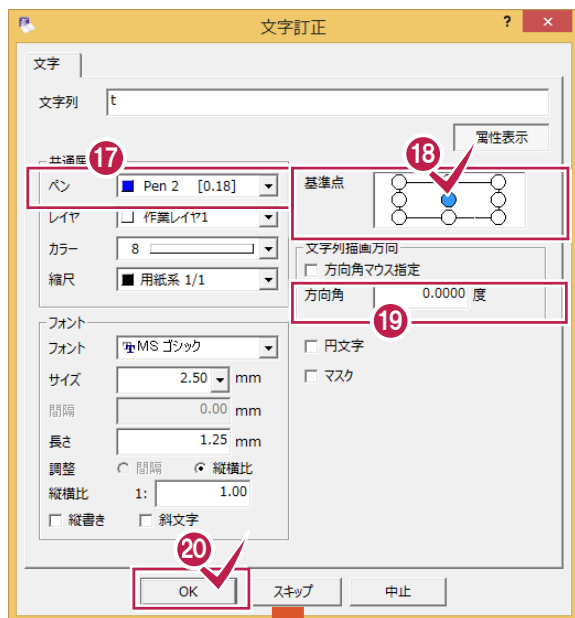 文字訂正
? ×
文字
文字列 t
属性表示
17
18
ペン Pen 2 [0.18]
基準点
レイヤ 作業レイヤ1
カラー 8
文字列描画方向
方向角マウス指定
縮尺 用紙系 1/1
方向角 0.0000 度
19
フォント
フォント MS ゴシック
円文字
サイズ 2.50 mm
マスク
間隔 0.00 mm
長さ 1.25 mm
調整 間隔 縦横比
縦横比 1: 1.00
縦書き 斜文字
20
OK スキップ 中止